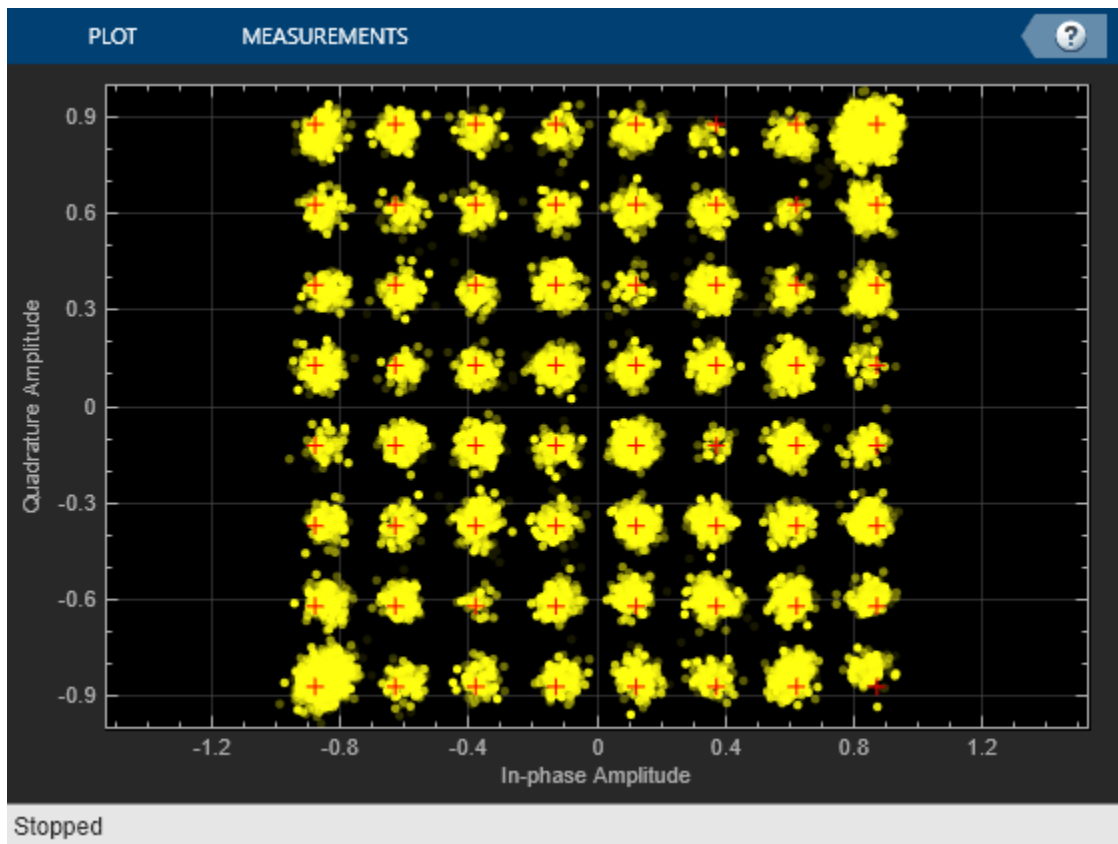 PLOT MEASUREMENTS ?
0.9
0.6
0.3
0
-0.3
-0.6
-0.9
Quadrature Amplitude
-1.2 -0.8 -0.4 0 0.4 0.8 1.2
In-phase Amplitude
Stopped